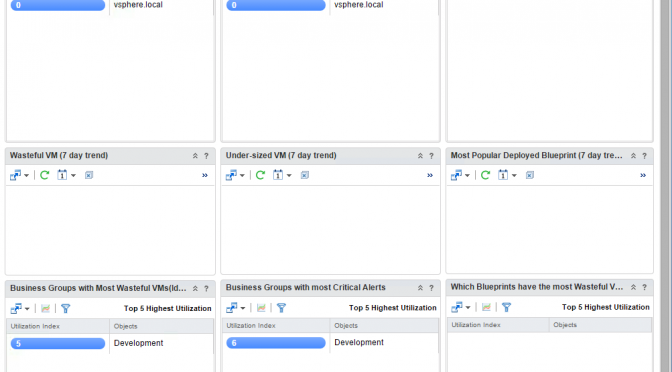 0 vsphere.local
0 vsphere.local
Wasteful VM (7 day trend) ?
Under-sized VM (7 day trend) ?
Most Popular Deployed Blueprint (7 day tre... ?
1 »
1 »
1 »
Business Groups with Most Wasteful VMs(Id... ?
Business Groups with most Critical Alerts ?
Which Blueprints have the most Wasteful V... ?
Top 5 Highest Utilization
Top 5 Highest Utilization
Top 5 Highest Utilization
Utilization Index Objects
Utilization Index Objects
Utilization Index Objects
5 Development
6 Development